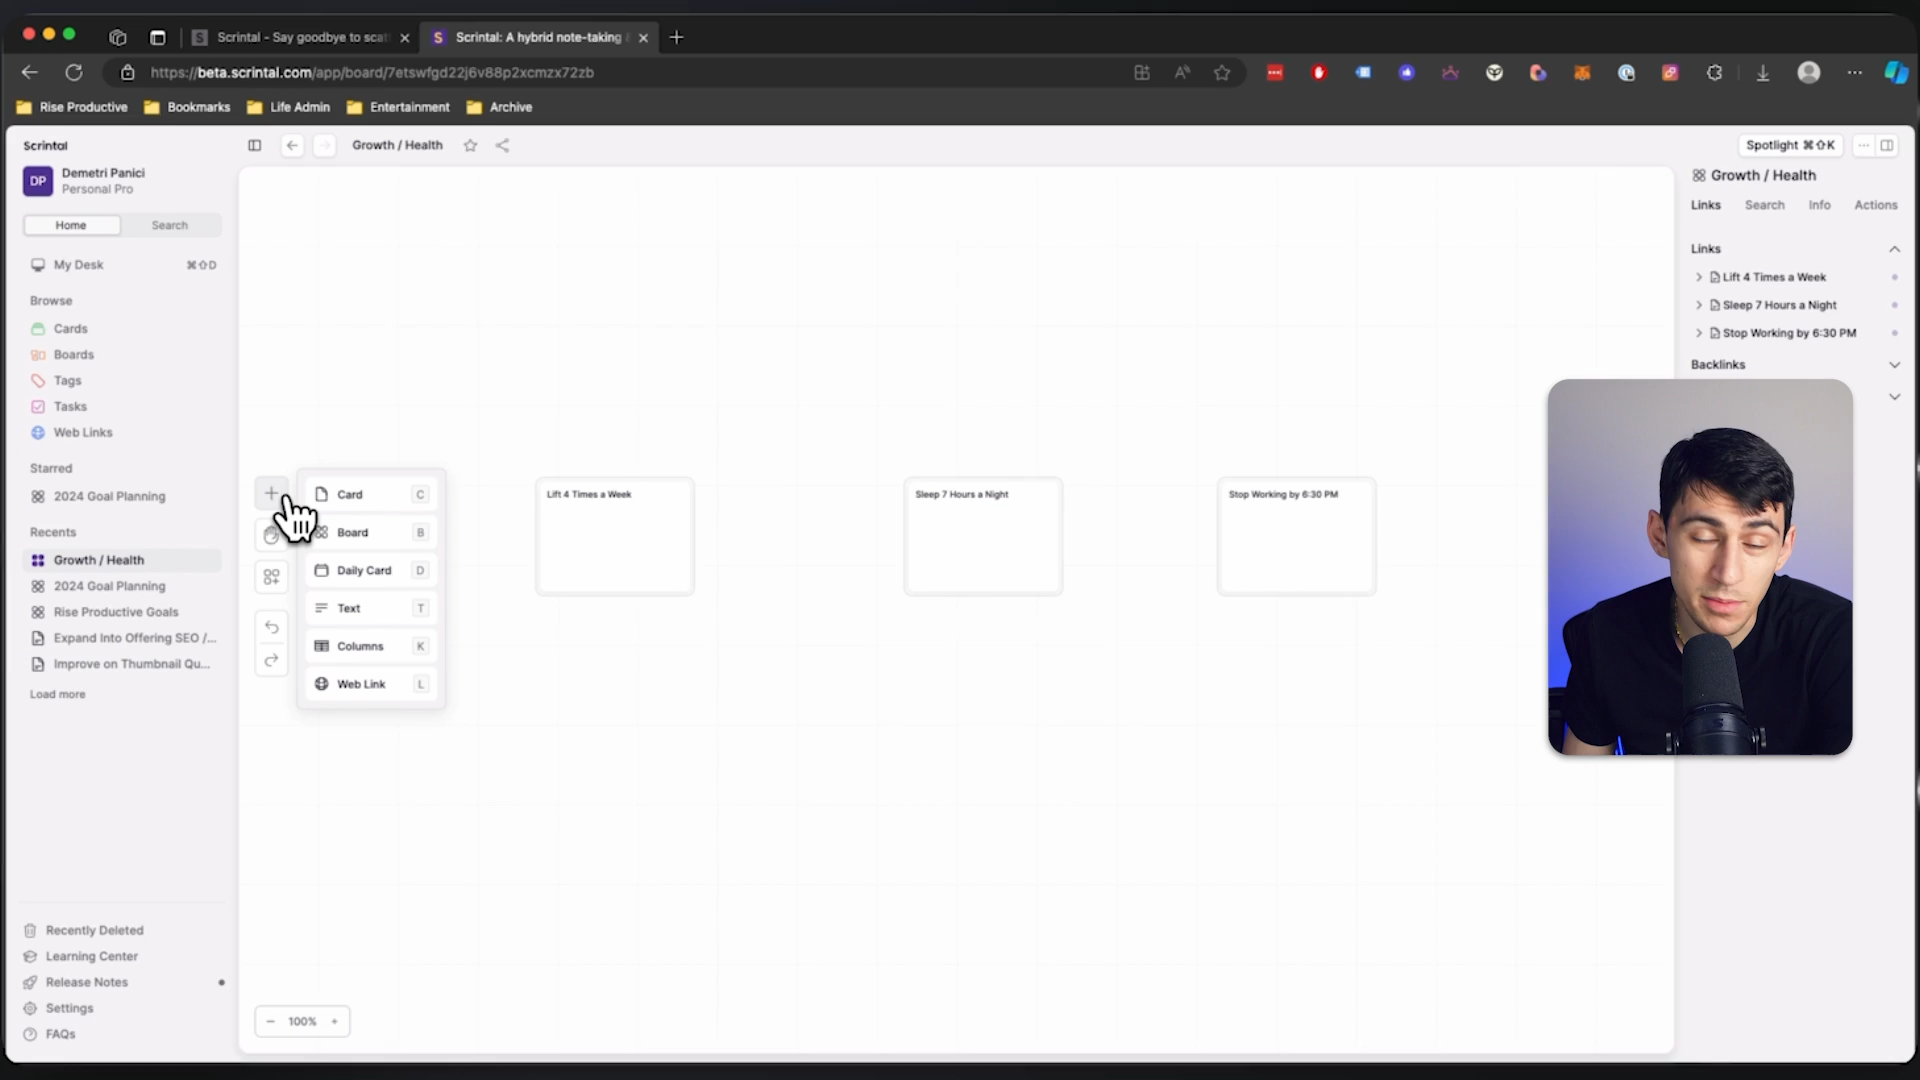 Scrintal - Say goodbye to scat
Scrintal: A hybrid note-taking
https://beta.scrintal.com/app/board/7etswfgd22j6v88p2xcmzx72zb
Rise Productive
Bookmarks
Life Admin
Entertainment
Archive
Scrintal
DP
Demetri Panici
Personal Pro
Home
Search
My Desk
⌘⇧D
Browse
Cards
Boards
Tags
Tasks
Web Links
Starred
2024 Goal Planning
Recents
Growth / Health
2024 Goal Planning
Rise Productive Goals
Expand Into Offering SEO /...
Improve on Thumbnail Qu...
Load more
Recently Deleted
Learning Center
Release Notes
Settings
FAQs
Growth / Health
Card C
Board B
Daily Card D
Text T
Columns K
Web Link L
Lift 4 Times a Week
Sleep 7 Hours a Night
Stop Working by 6:30 PM
100%
Spotlight ⌘⇧K
Growth / Health
Links
Search
Info
Actions
Links
Lift 4 Times a Week
Sleep 7 Hours a Night
Stop Working by 6:30 PM
Backlinks